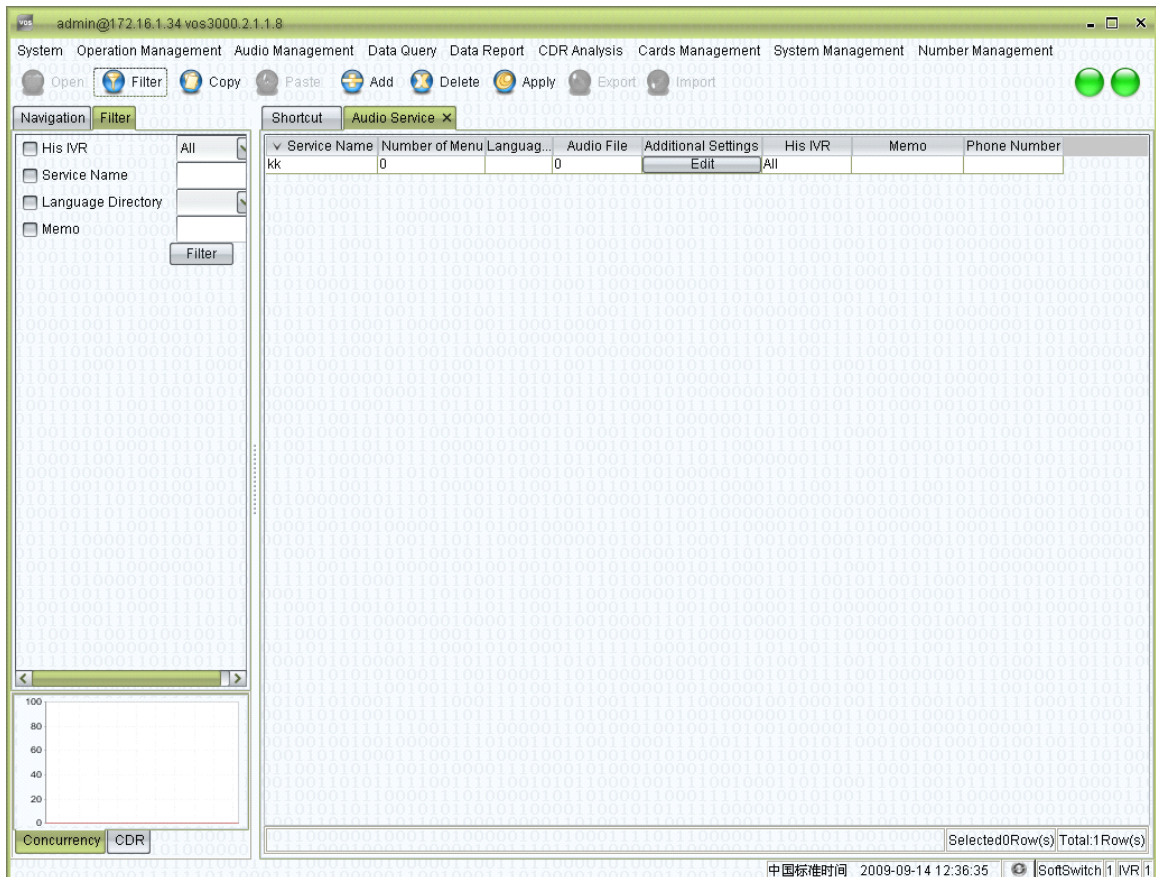 vos admin@172.16.1.34 vos3000.2.1.1.8
System Operation Management Audio Management Data Query Data Report CDR Analysis Cards Management System Management Number Management
Open Filter Copy Paste Add Delete Apply Export Import
Navigation Filter
Shortcut Audio Service
His IVR All
Service Name
Language Directory
Memo
Filter
Service Name Number of Menu Languag... Audio File Additional Settings His IVR Memo Phone Number
kk 0 0 Edit All
100
80
60
40
20
0
Concurrency CDR
Selected0Row(s) Total:1Row(s)
中国标准时间 2009-09-14 12:36:35 SoftSwitch 1 IVR 1